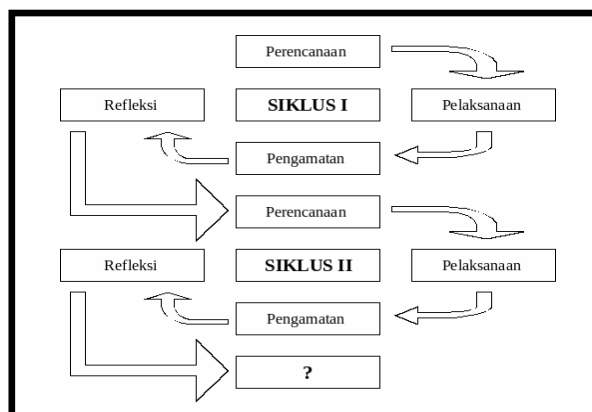 Perencanaan
Refleksi
SIKLUS I
Pelaksanaan
Pengamatan
Perencanaan
Refleksi
SIKLUS II
Pelaksanaan
Pengamatan
?